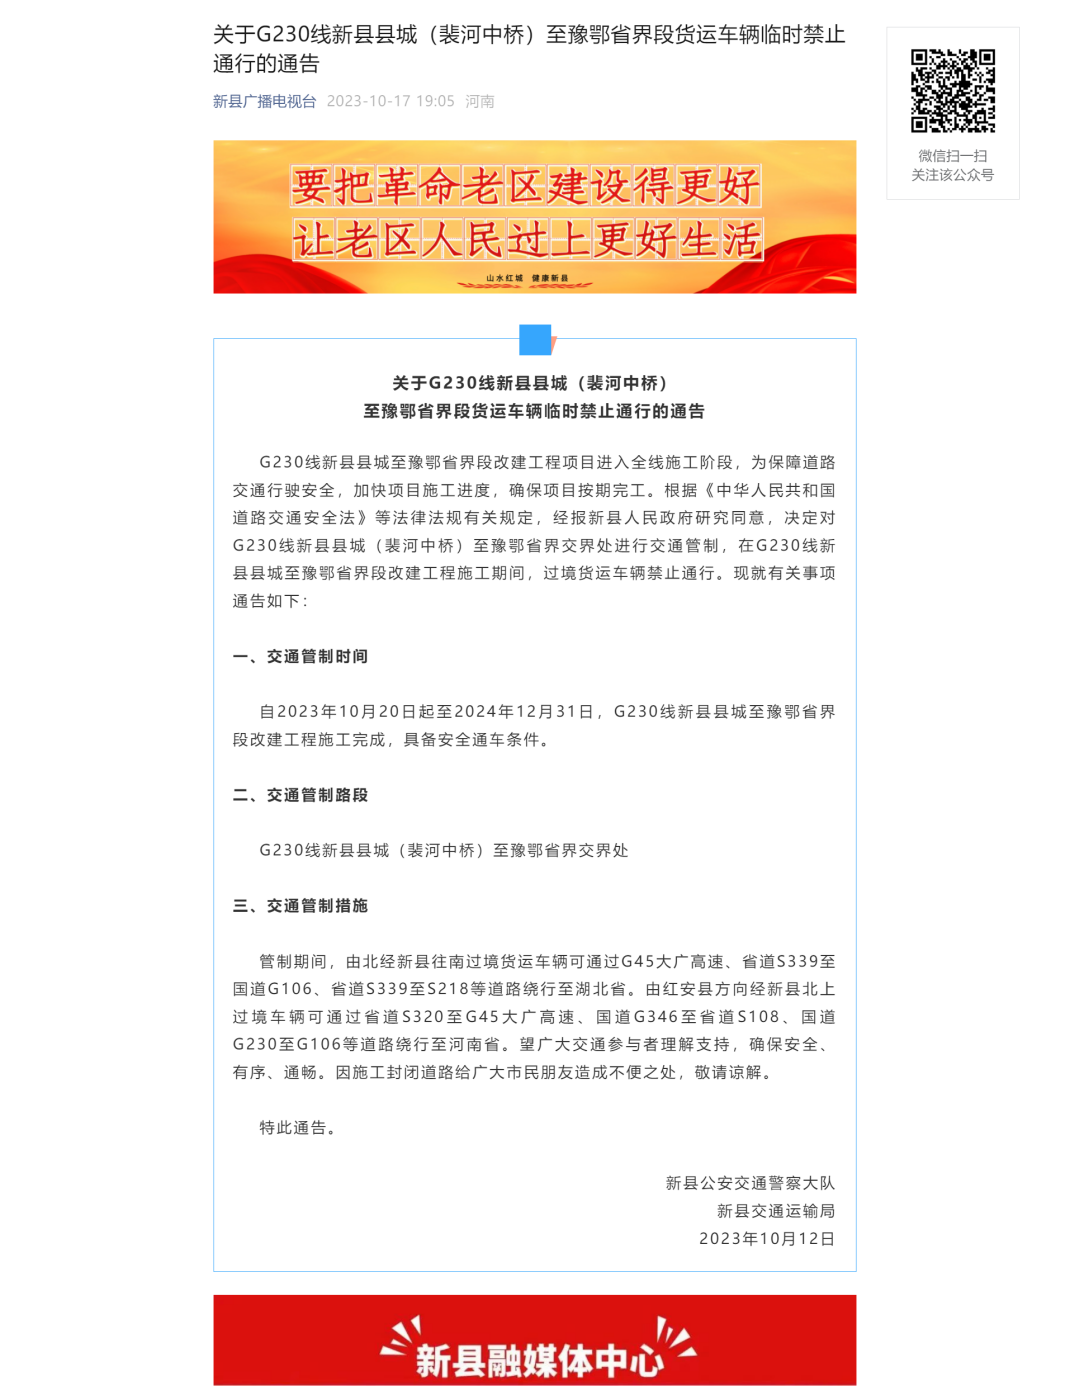 关于G230线新县县城（裴河中桥）至豫鄂省界段货运车辆临时禁止
通行的通告
新县广播电视台 2023-10-17 19:05 河南
微信扫一扫
关注该公众号
要把革命老区建设得更好
让老区人民过上更好生活
山水红城 健康新县
关于G230线新县县城（裴河中桥）
至豫鄂省界段货运车辆临时禁止通行的通告
G230线新县县城至豫鄂省界段改建工程项目进入全线施工阶段，为保障道路
交通行驶安全，加快项目施工进度，确保项目按期完工。根据《中华人民共和国
道路交通安全法》等法律法规有关规定，经报新县人民政府研究同意，决定对
G230线新县县城（裴河中桥）至豫鄂省界交界处进行交通管制，在G230线新
县县城至豫鄂省界段改建工程施工期间，过境货运车辆禁止通行。现就有关事项
通告如下：
一、交通管制时间
自2023年10月20日起至2024年12月31日，G230线新县县城至豫鄂省界
段改建工程施工完成，具备安全通车条件。
二、交通管制路段
G230线新县县城（裴河中桥）至豫鄂省界交界处
三、交通管制措施
管制期间，由北经新县往南过境货运车辆可通过G45大广高速、省道S339至
国道G106、省道S339至S218等道路绕行至湖北省。由红安县方向经新县北上
过境车辆可通过省道S320至G45大广高速、国道G346至省道S108、国道
G230至G106等道路绕行至河南省。望广大交通参与者理解支持，确保安全、
有序、通畅。因施工封闭道路给广大市民朋友造成不便之处，敬请谅解。
特此通告。
新县公安交通警察大队
新县交通运输局
2023年10月12日
新县融媒体中心